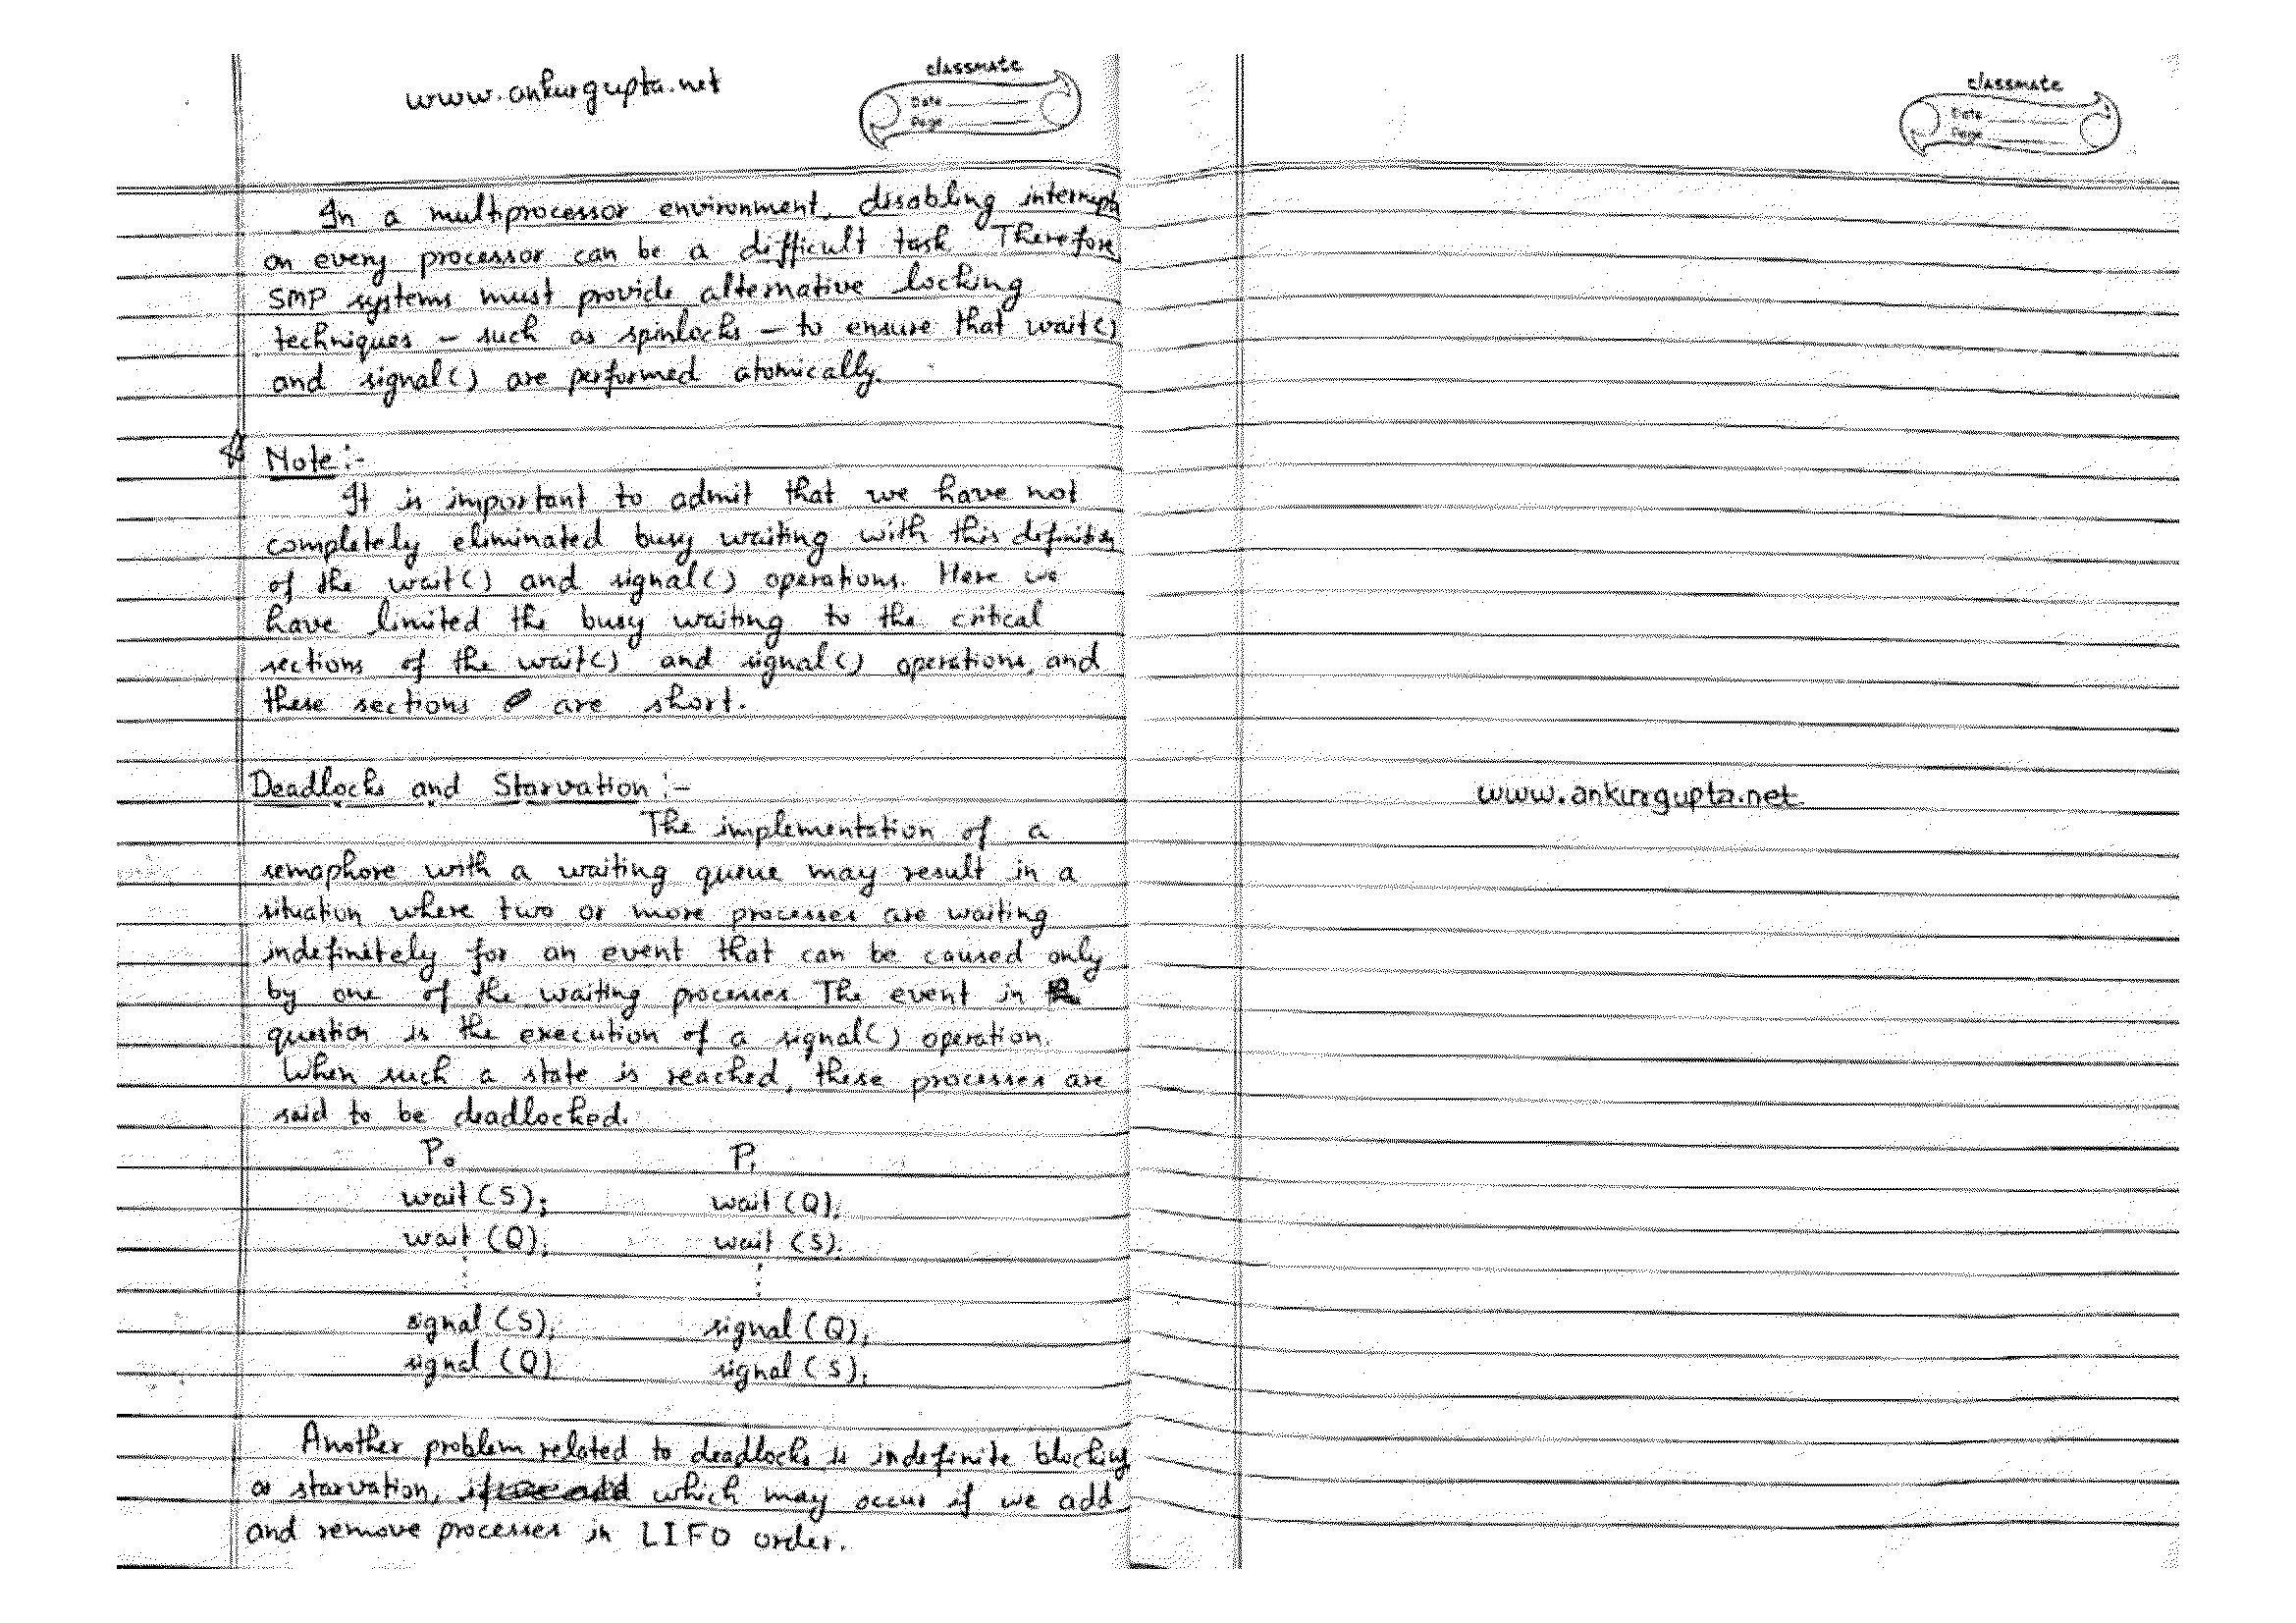 www.ankurgupta.net
classmate
Date
Page
In a multiprocessor environment, disabling interrupts
on every processor can be a difficult task. Therefore
SMP systems must provide alternative locking
techniques – such as spinlocks – to ensure that wait()
and signal() are performed atomically.
☆ Note:-
It is important to admit that we have not
completely eliminated busy waiting with this definition
of the wait() and signal() operations. Here we
have limited the busy waiting to the critical
sections of the wait() and signal() operations, and
these sections are short.
Deadlocks and Starvation:-
The implementation of a
semaphore with a waiting queue may result in a
situation where two or more processes are waiting
indefinitely for an event that can be caused only
by one of the waiting processes. The event in
question is the execution of a signal() operation.
When such a state is reached, these processes are
said to be deadlocked.
P₀ P₁
wait (S); wait (Q);
wait (Q); wait (S);
⋮ ⋮
signal (S); signal (Q);
signal (Q); signal (S);
Another problem related to deadlocks is indefinite blocking
or starvation, which may occur if we add
and remove processes in LIFO order.
classmate
Date
Page
www.ankurgupta.net